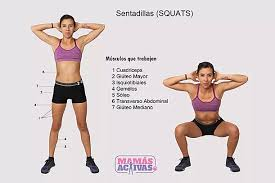 Sentadillas (SQUATS)
Músculos que trabajan
1 Cuadriceps
2 Glúteo Mayor
3 Isquiotibiales
4 Gemelos
5 Sóleo
6 Transverso Abdominal
7 Glúteo Mediano
MAMÁS
ACTIVAS